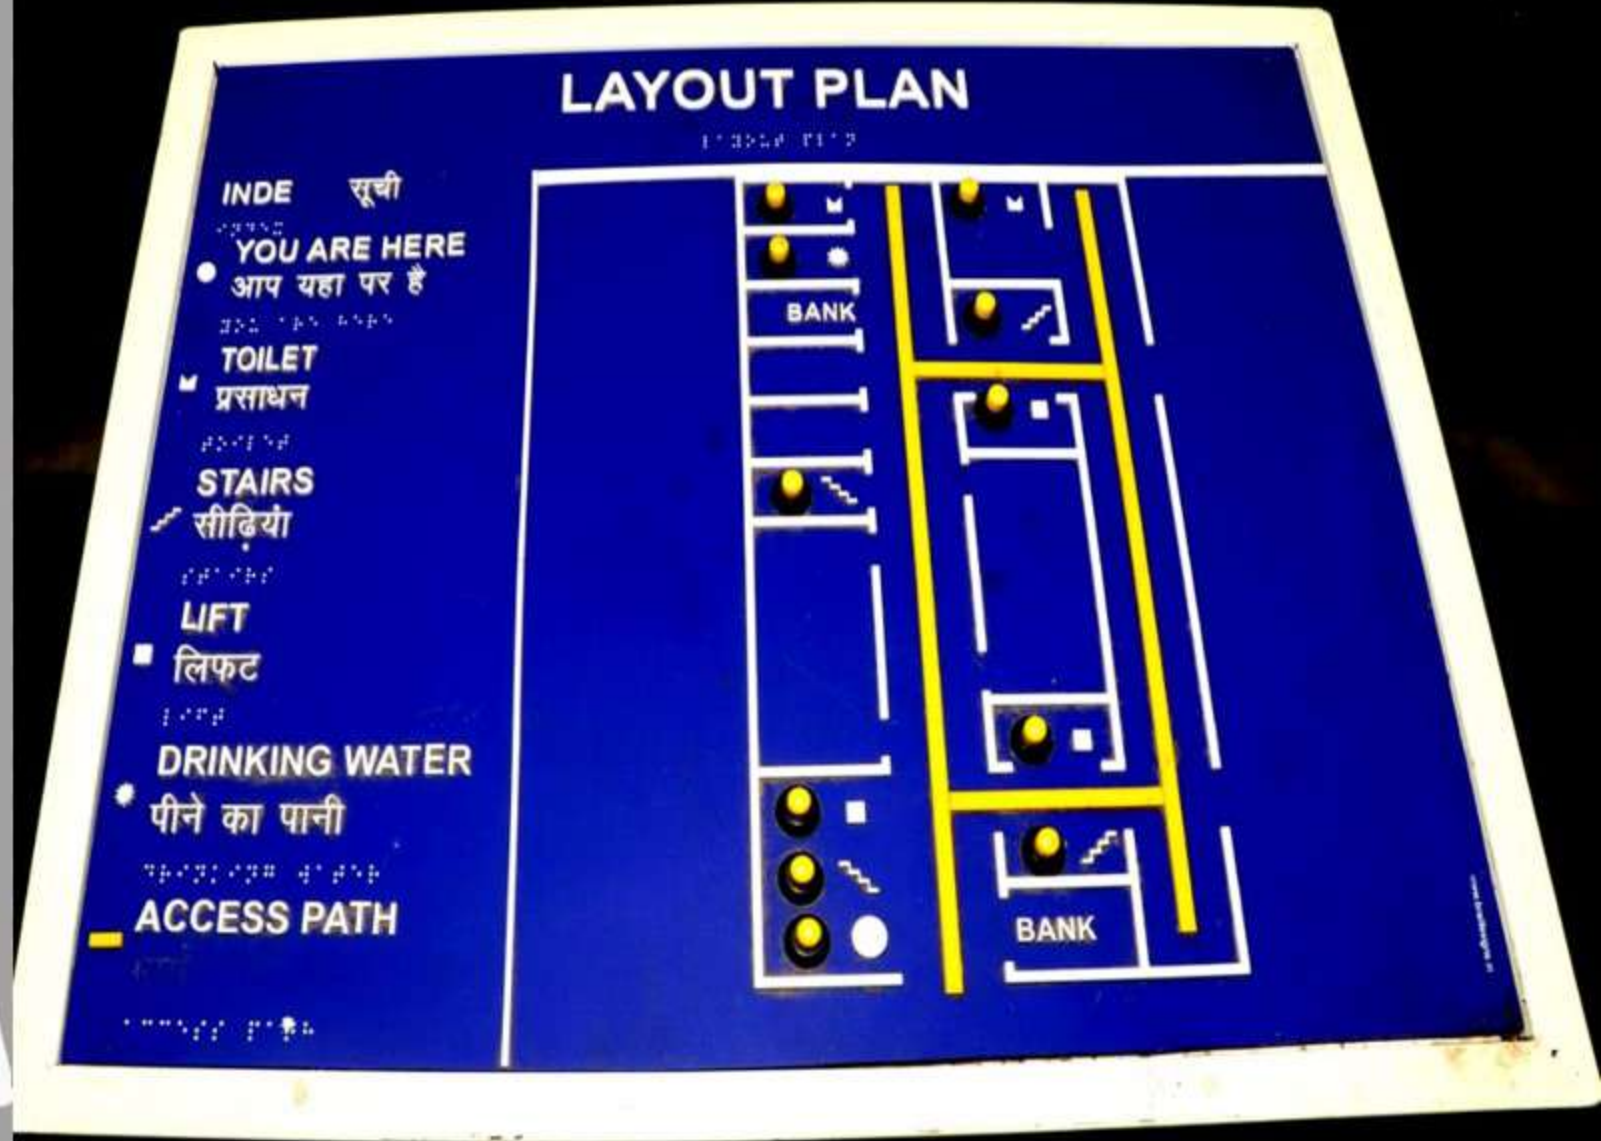 LAYOUT PLAN
INDE सूची
YOU ARE HERE
आप यहा पर है
TOILET
प्रसाधन
STAIRS
सीढ़ियां
LIFT
लिफट
DRINKING WATER
पीने का पानी
ACCESS PATH
BANK
BANK